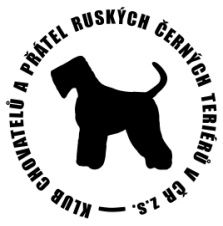 KLUB CHOVATELŮ A PŘÁTEL RUSKÝCH ČERNÝCH TERIÉRŮ V ČR Z.S. —